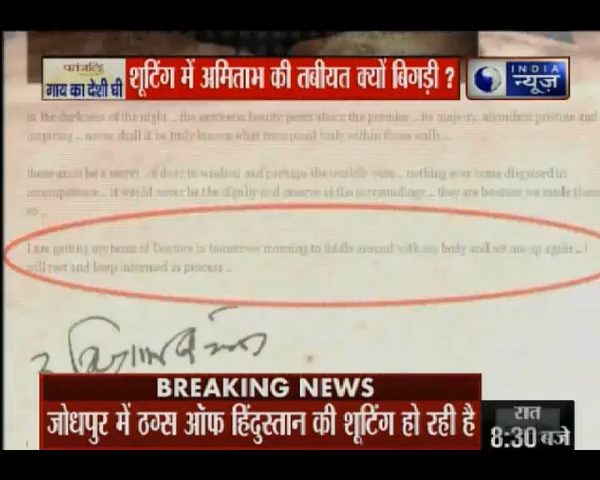 पतंजलि
गाय का देशी घी
शूटिंग में अमिताभ की तबीयत क्यों बिगड़ी ?
INDIA
न्यूज़
in the darkness of the night .. the aesthetic beauty peers about the premise .. its majesty, abundant pristine and
inspiring .. never shall it be truly known what transpired truly within those walls ..
there must be a secret .. a door to wisdom and perhaps the worldly wars .. nothing ever more disguised in
incompetence .. it would never be the dignity and reserve of the surroundings .. they are because we made them
so ..
I am getting my team of Doctors in tomorrow morning to fiddle around with my body and set me up again .. i
will rest and keep informed in process ..
BREAKING NEWS
जोधपुर में ठग्स ऑफ हिंदुस्तान की शूटिंग हो रही है
रात
8:30 बजे